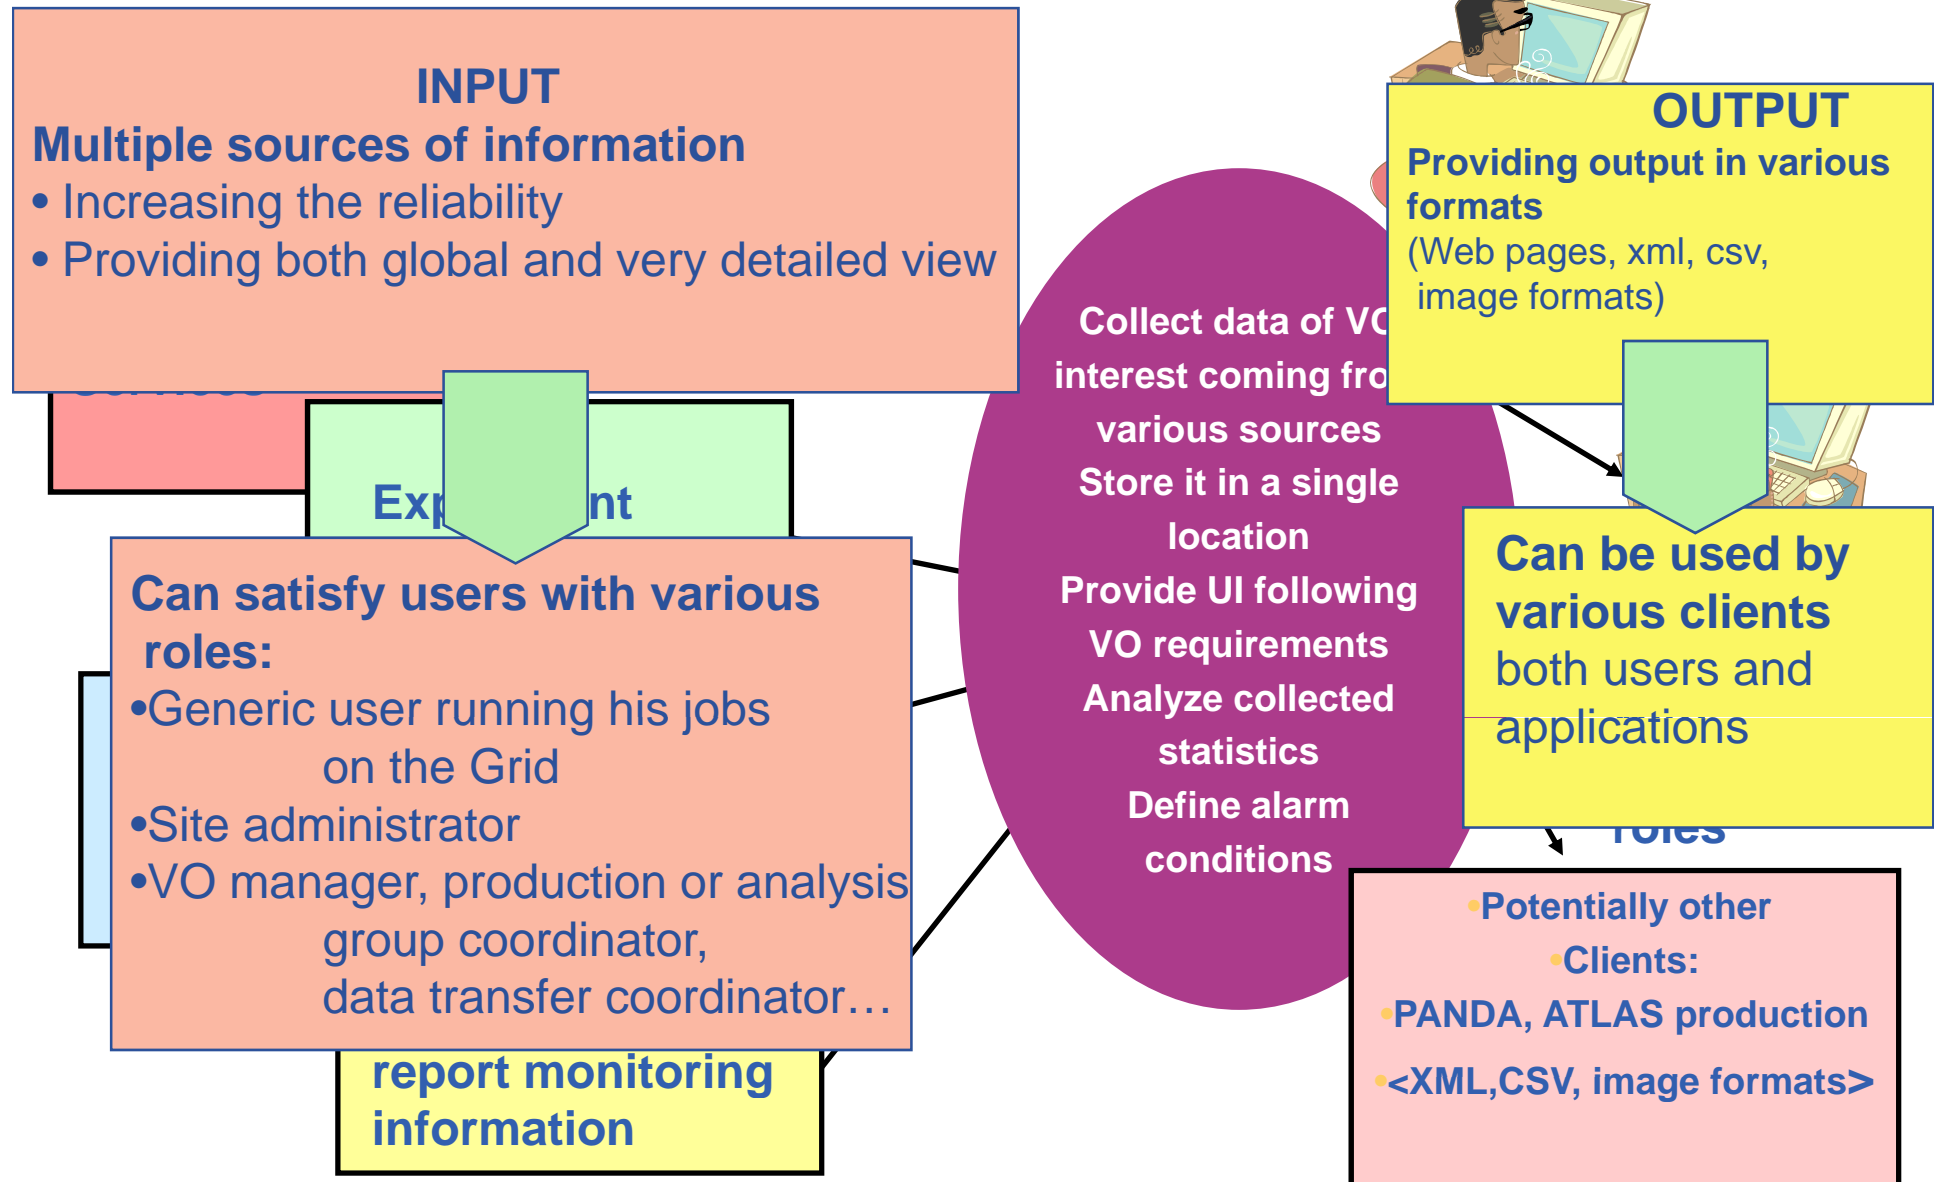 INPUT
Multiple sources of information
• Increasing the reliability
• Providing both global and very detailed view
Can satisfy users with various
roles:
•Generic user running his jobs
on the Grid
•Site administrator
•VO manager, production or analysis
group coordinator,
data transfer coordinator…
report monitoring
information
Collect data of
interest coming
various sources
Store it in a single
location
Provide UI following
VO requirements
Analyze collected
statistics
Define alarm
conditions
OUTPUT
Providing output in various
formats
(Web pages, xml, csv,
image formats)
Can be used by
various clients
both users and
applications
roles
•Potentially other
•Clients:
•PANDA, ATLAS production
•<XML,CSV, image formats>